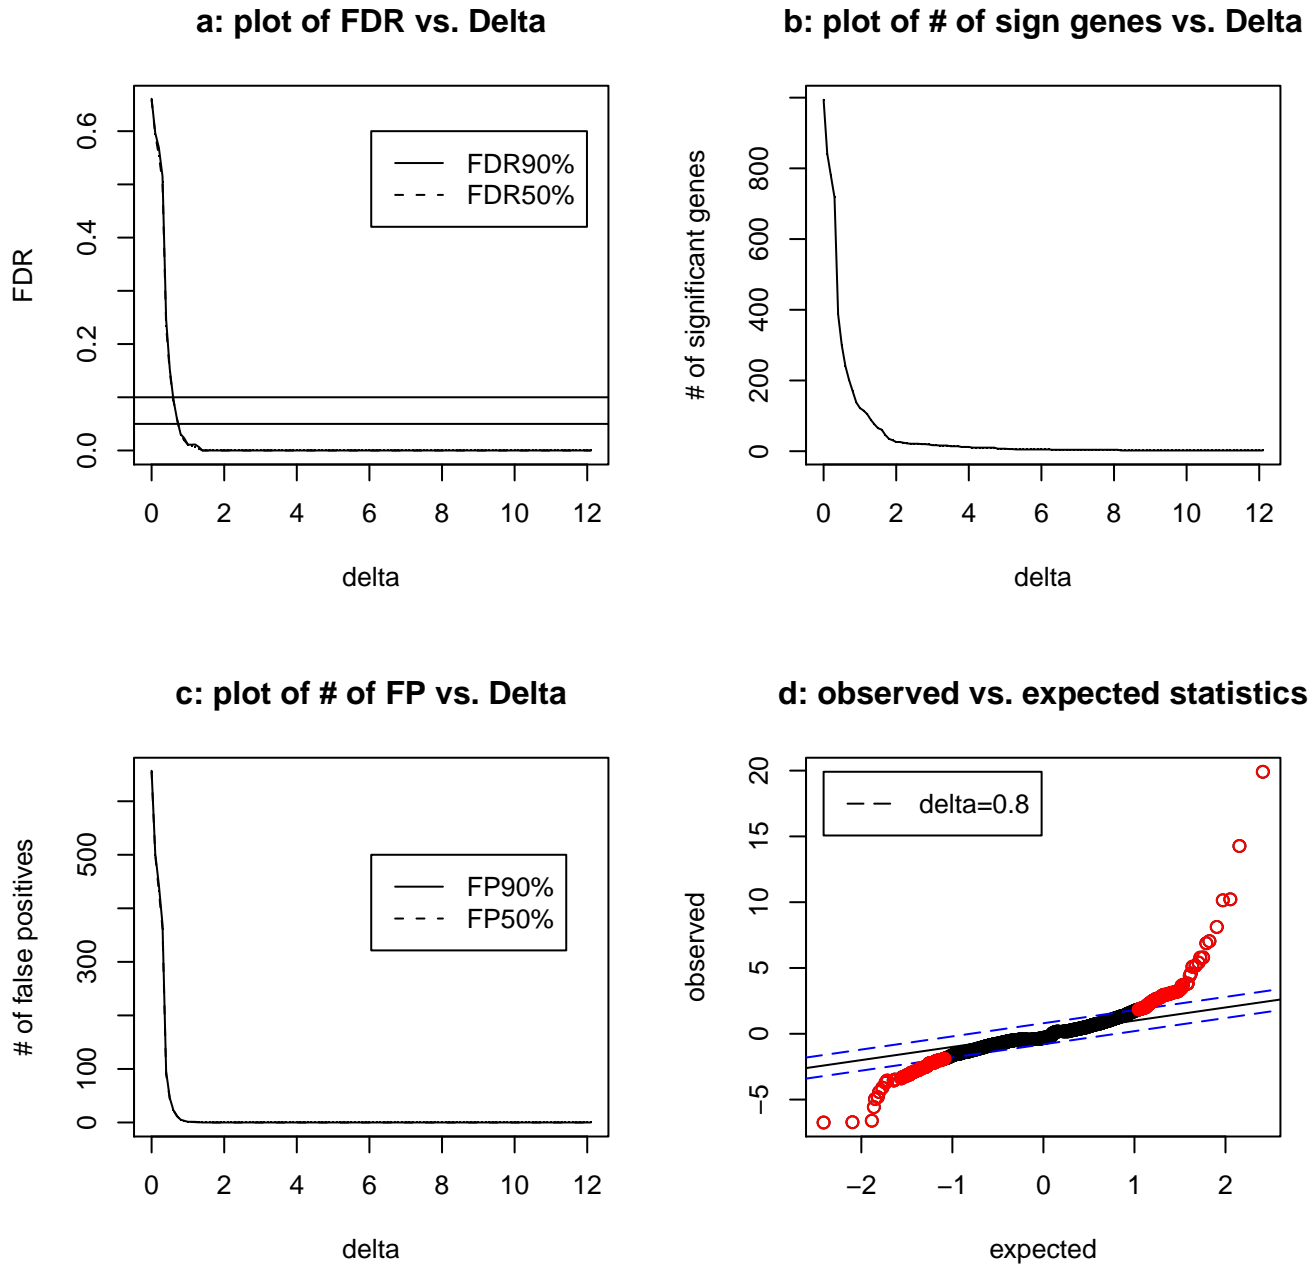 a: plot of FDR vs. Delta
FDR
0.0 0.2 0.4 0.6
FDR90%
FDR50%
0 2 4 6 8 10 12
delta
b: plot of # of sign genes vs. Delta
# of significant genes
0 200 400 600 800
0 2 4 6 8 10 12
delta
c: plot of # of FP vs. Delta
# of false positives
0 100 300 500
FP90%
FP50%
0 2 4 6 8 10 12
delta
d: observed vs. expected statistics
observed
−5 0 5 10 15 20
delta=0.8
−2 −1 0 1 2
expected